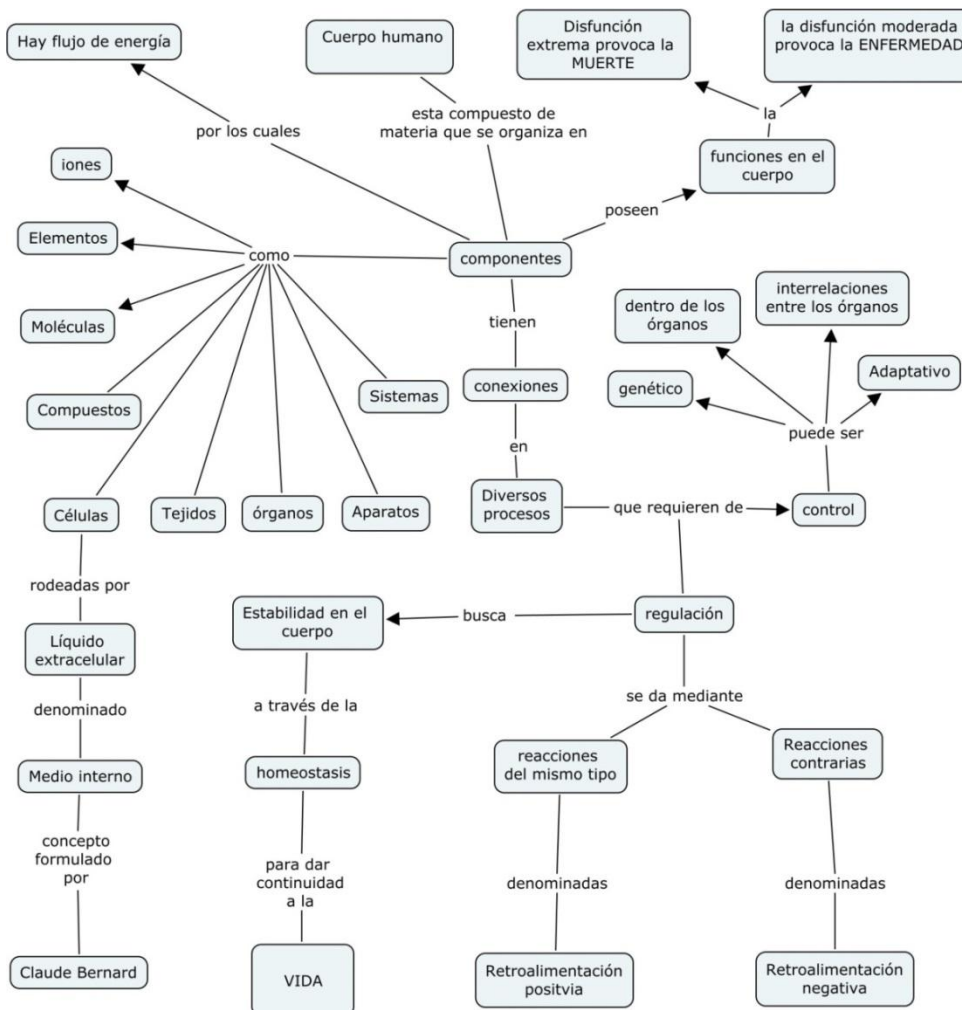 Hay flujo de energía
Cuerpo humano
Disfunción
extrema provoca la
MUERTE
la disfunción moderada
provoca la ENFERMEDAD
por los cuales
esta compuesto de
materia que se organiza en
la
funciones en el
cuerpo
iones
poseen
Elementos
como
componentes
Moléculas
tienen
dentro de los
órganos
interrelaciones
entre los órganos
Compuestos
Sistemas
conexiones
genético
Adaptativo
puede ser
en
Células
Tejidos
órganos
Aparatos
Diversos
procesos
que requieren de
control
rodeadas por
Estabilidad en el
cuerpo
busca
regulación
Líquido
extracelular
denominado
a través de la
se da mediante
Medio interno
homeostasis
reacciones
del mismo tipo
Reacciones
contrarias
concepto
formulado
por
para dar
continuidad
a la
denominadas
denominadas
Claude Bernard
VIDA
Retroalimentación
positvia
Retroalimentación
negativa